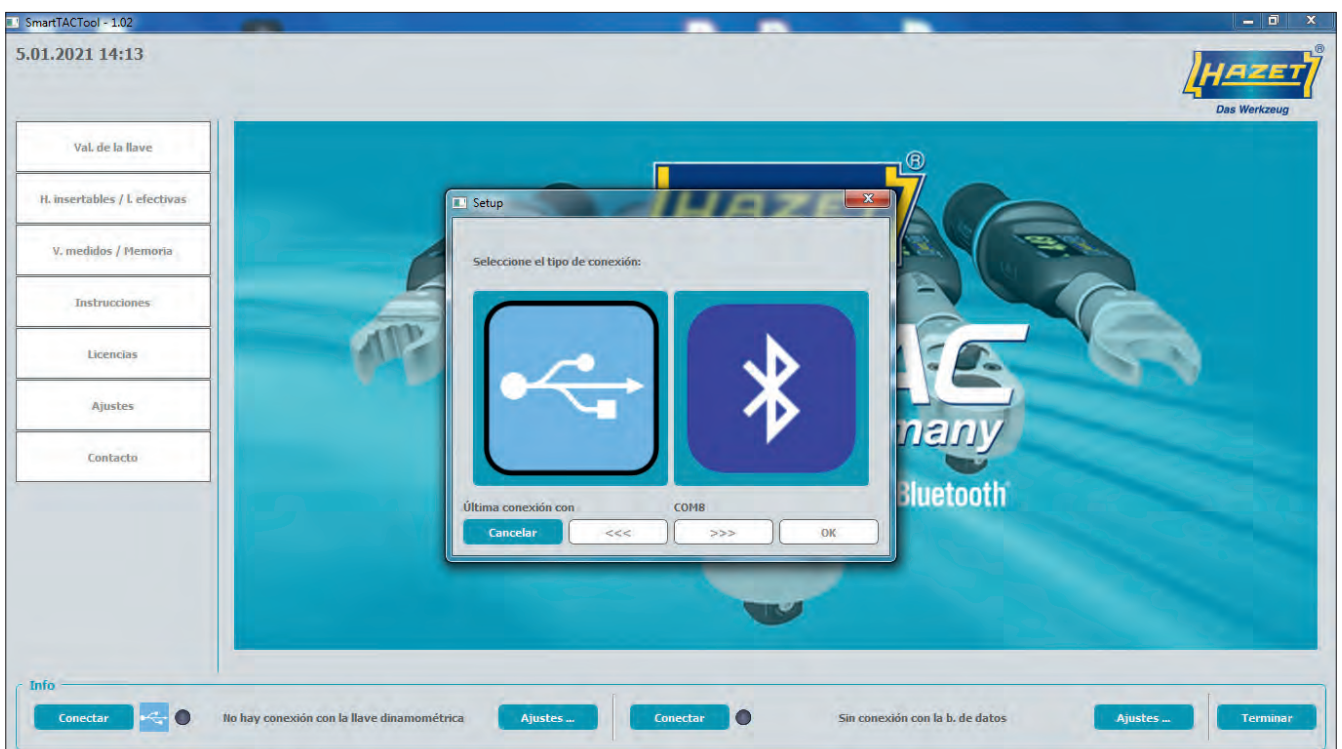 SmartTACTool - 1.02
5.01.2021 14:13
HAZET
®
Das Werkzeug
Val. de la llave
H. insertables / l. efectivas
V. medidos / Memoria
Instrucciones
Licencias
Ajustes
Contacto
®
HAZET
Setup
Seleccione el tipo de conexión:
Última conexión con COM8
Cancelar <<< >>> OK
AC
many
Bluetooth
Info
Conectar No hay conexión con la llave dinamométrica Ajustes ... Conectar Sin conexión con la b. de datos Ajustes ... Terminar